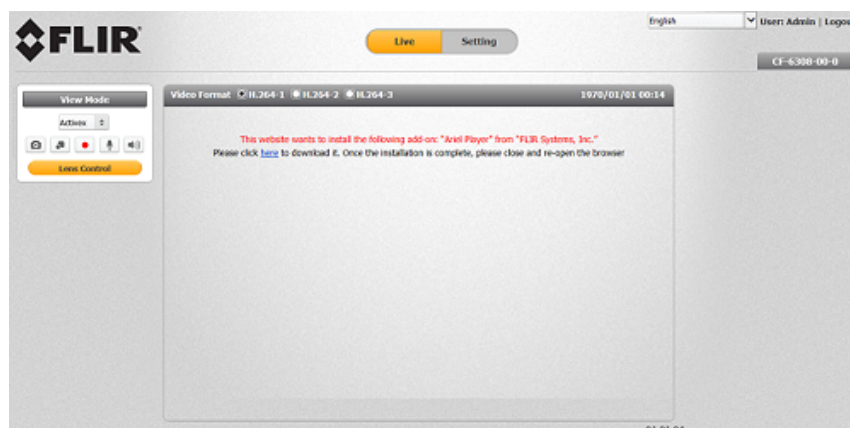 FLIR
Live
Setting
English
User: Admin | Logou
CF-6308-00-0
View Mode
Activex
Lens Control
Video Format H.264-1 H.264-2 H.264-3
1970/01/01 00:14
This website wants to install the following add-on: "Ariel Player" from "FLIR Systems, Inc."
Please click here to download it. Once the installation is complete, please close and re-open the browser